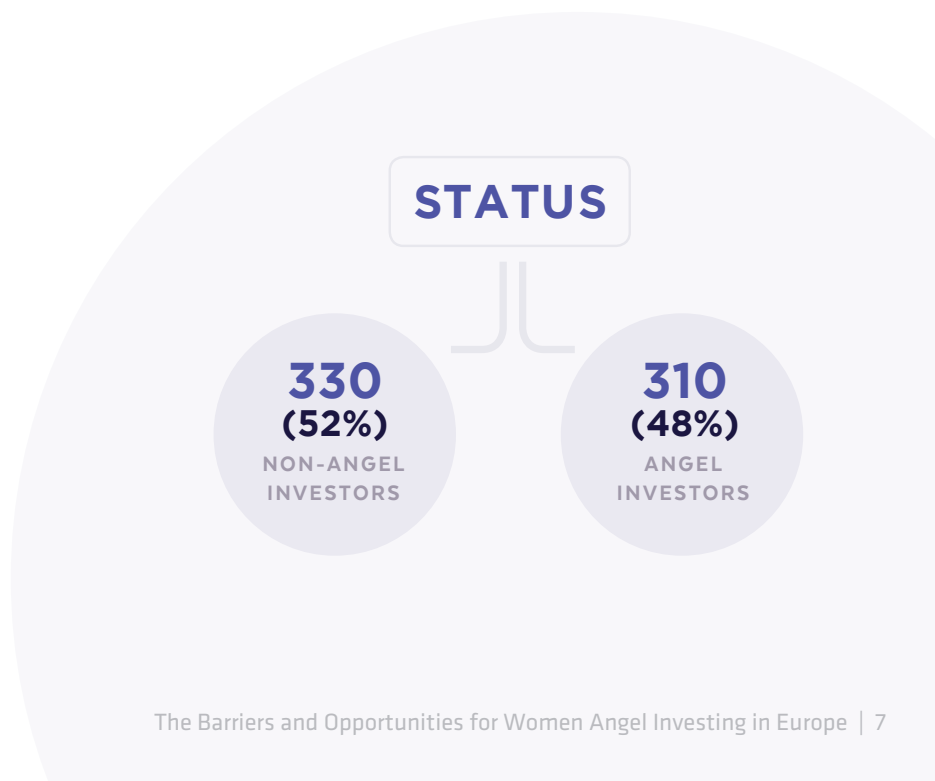 STATUS
330
(52%)
NON-ANGEL
INVESTORS
310
(48%)
ANGEL
INVESTORS
The Barriers and Opportunities for Women Angel Investing in Europe | 7